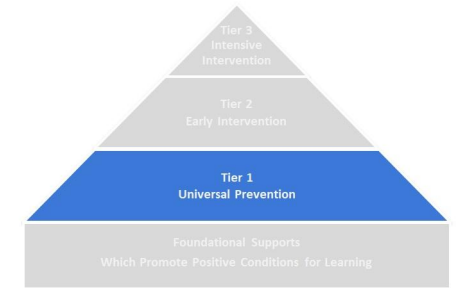 Tier 3
Intensive
Intervention
Tier 2
Early Intervention
Tier 1
Universal Prevention
Foundational Supports
Which Promote Positive Conditions for Learning